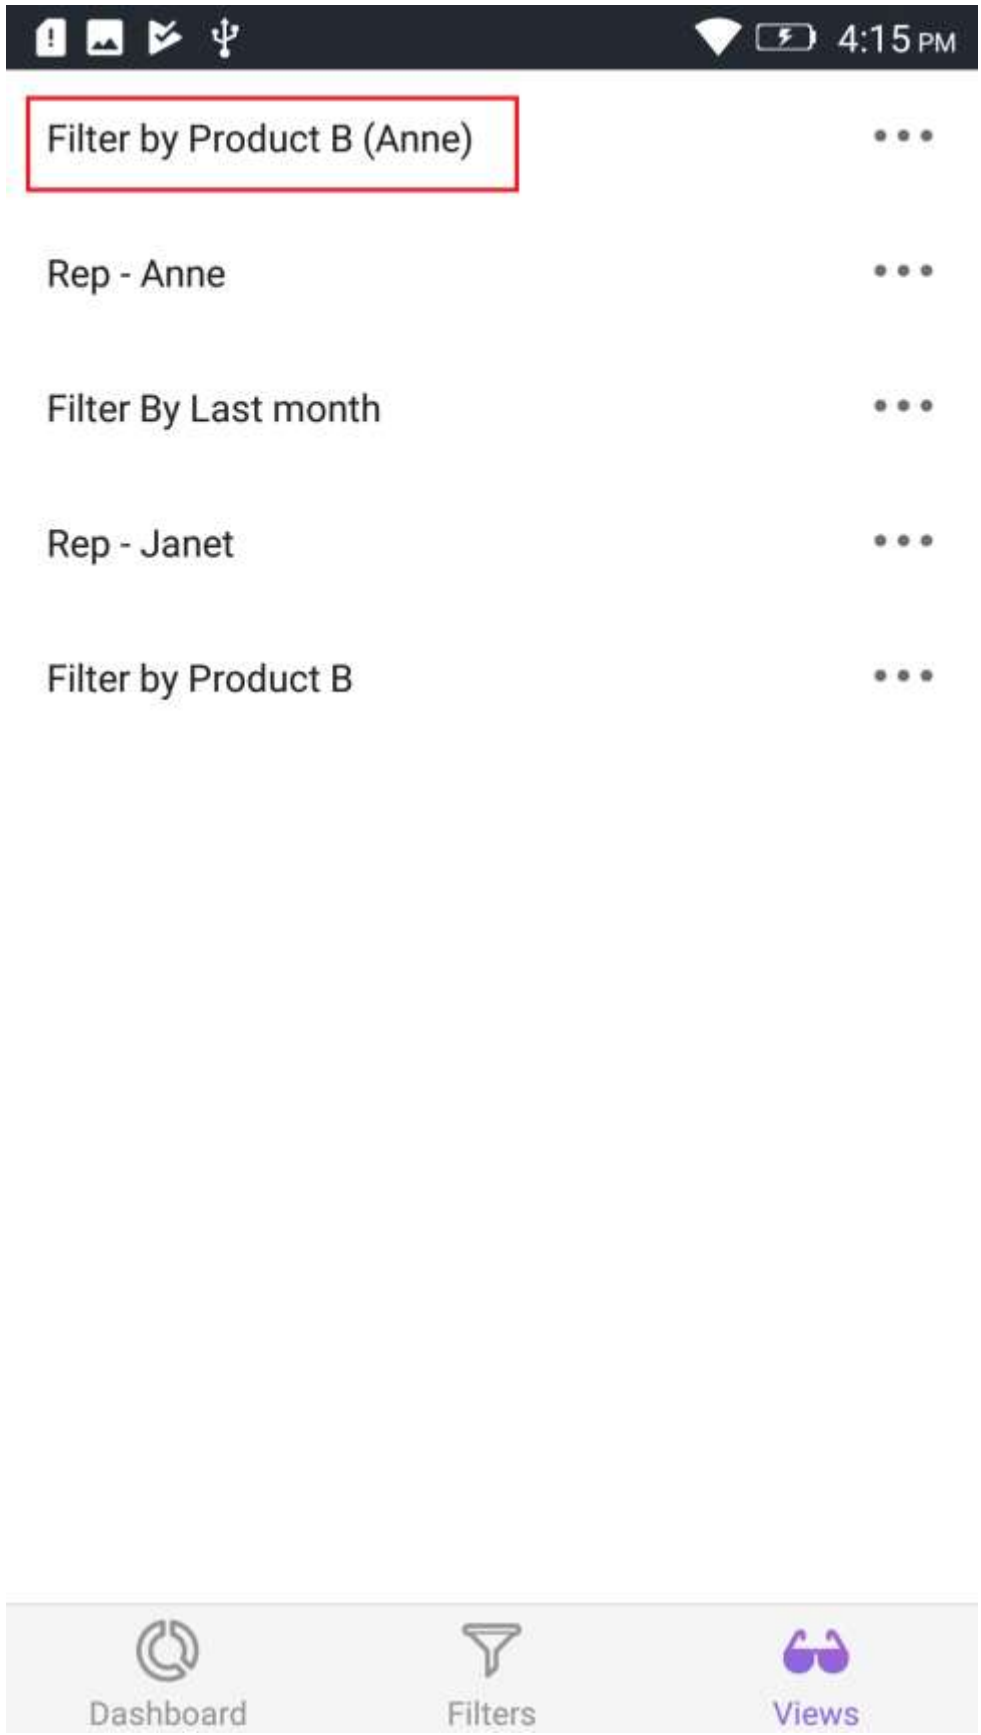 4:15 PM
Filter by Product B (Anne)
Rep - Anne
Filter By Last month
Rep - Janet
Filter by Product B
Dashboard Filters Views